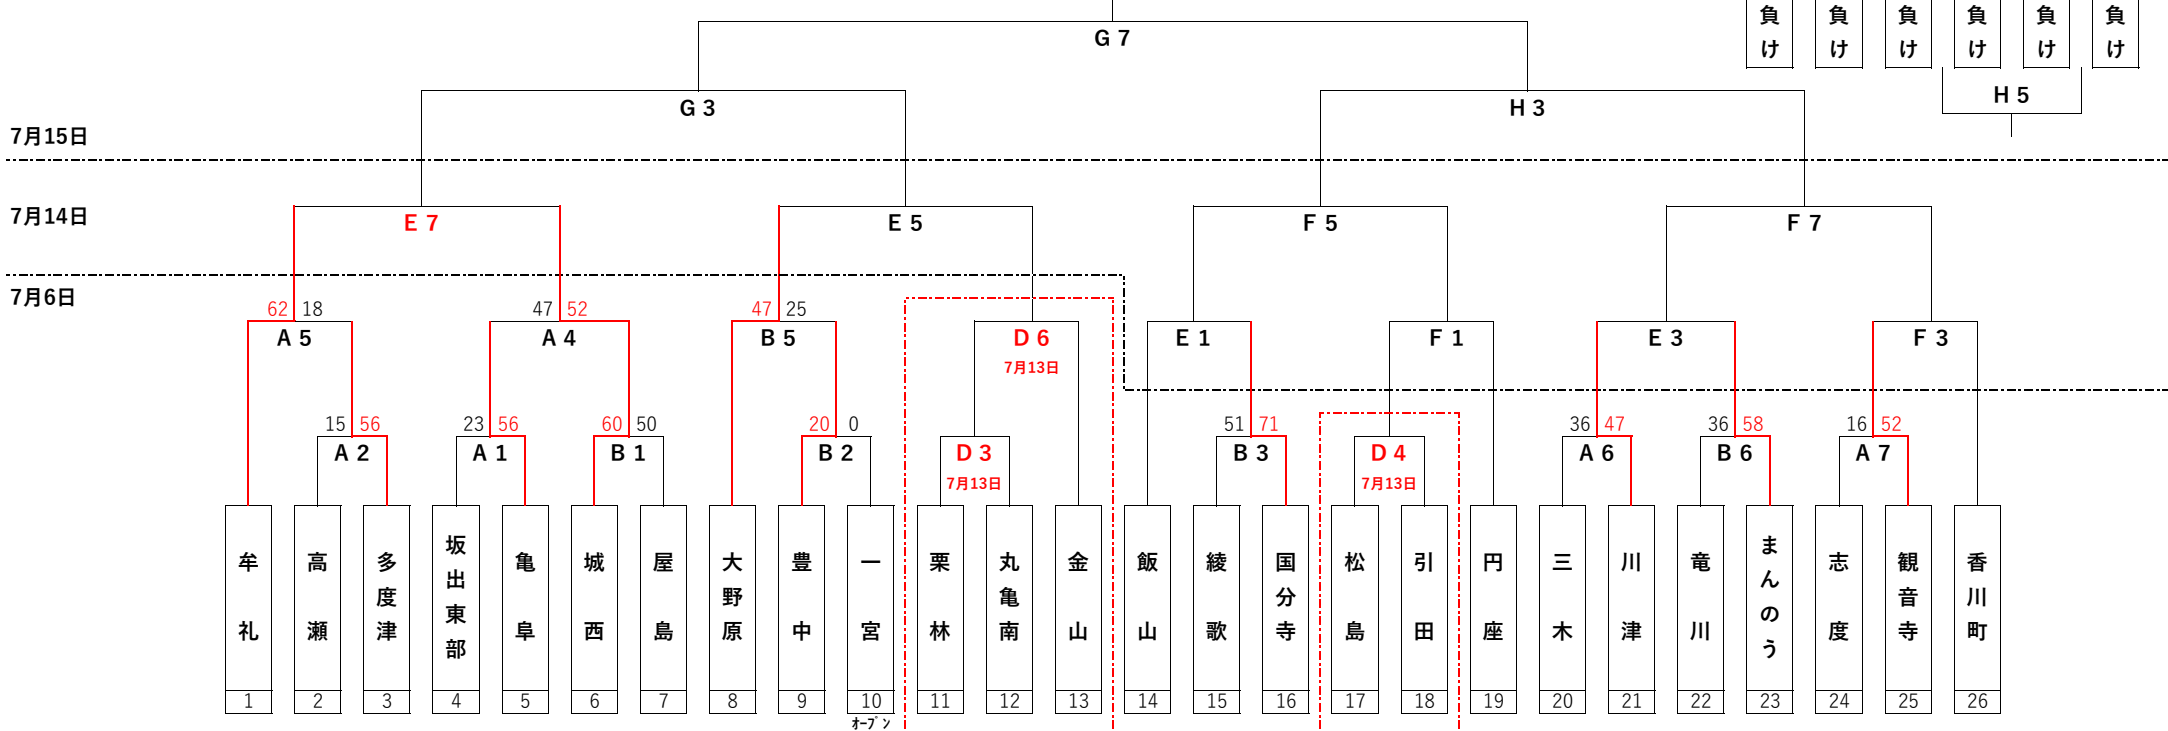 負け 負け 負け 負け 負け 負け
G 7
G 3
H 3
H 5
7月15日
7月14日
E 7
E 5
F 5
F 7
7月6日
62 18
47 52
47 25
A 5
A 4
B 5
D 6
7月13日
E 1
F 1
E 3
F 3
15 56
23 56
60 50
20 0
51 71
36 47
36 58
16 52
A 2
A 1
B 1
B 2
D 3
7月13日
B 3
D 4
7月13日
A 6
B 6
A 7
牟礼
高瀬
多度津
坂出東部
亀阜
城西
屋島
大野原
豊中
一宮
栗林
丸亀南
金山
飯山
綾歌
国分寺
松島
引田
円座
三木
川津
竜川
まんのう
志度
観音寺
香川町
1 2 3 4 5 6 7 8 9 10 11 12 13 14 15 16 17 18 19 20 21 22 23 24 25 26
ｵｰﾌﾟﾝ